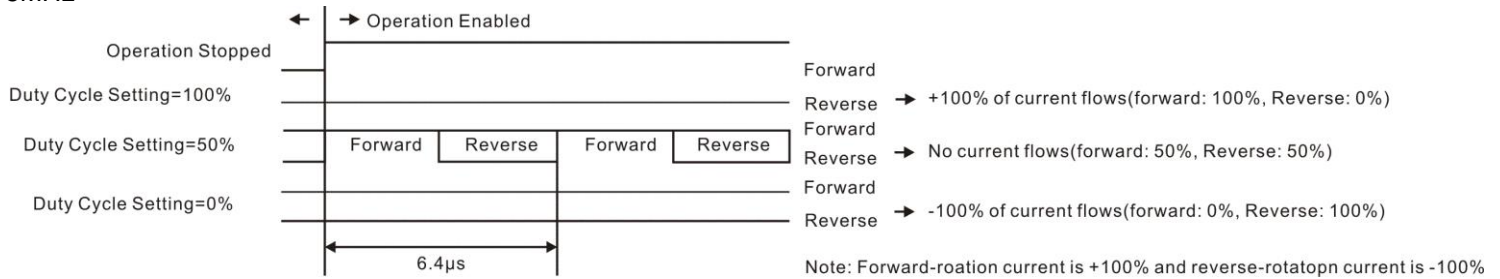 Operation Enabled
Operation Stopped
Forward
Duty Cycle Setting=100%
Reverse
+100% of current flows(forward: 100%, Reverse: 0%)
Forward
Duty Cycle Setting=50%
Forward
Reverse
Forward
Reverse
Reverse
No current flows(forward: 50%, Reverse: 50%)
Forward
Duty Cycle Setting=0%
Reverse
-100% of current flows(forward: 0%, Reverse: 100%)
6.4μs
Note: Forward-roation current is +100% and reverse-rotatopn current is -100%